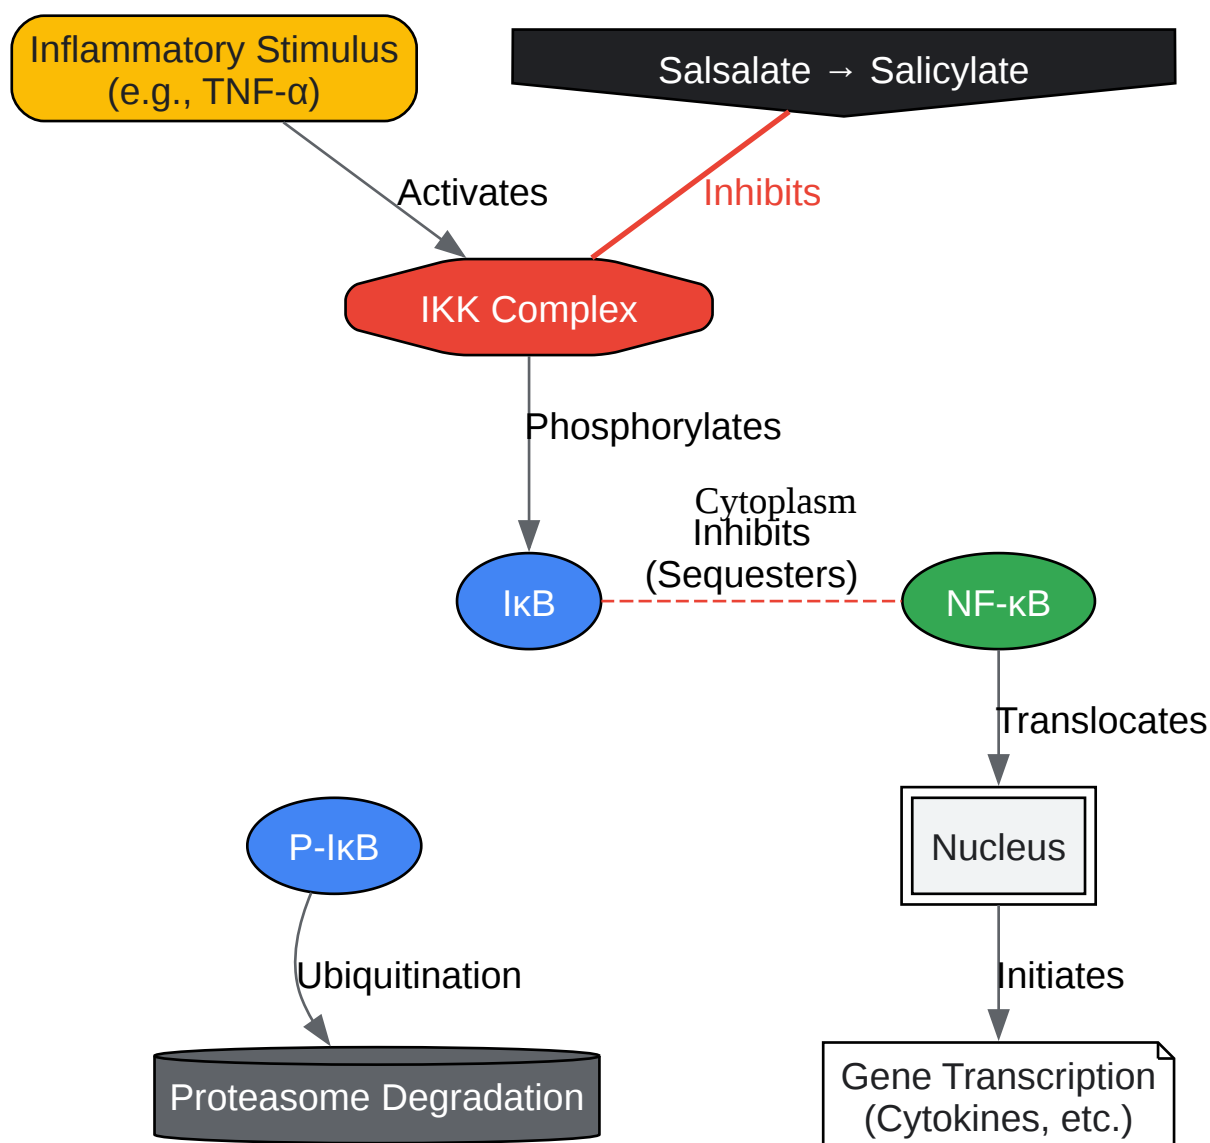 Inflammatory Stimulus
(e.g., TNF-α)
Salsalate → Salicylate
Activates
Inhibits
IKK Complex
Phosphorylates
Cytoplasm
Inhibits
(Sequesters)
IκB
NF-κB
Translocates
P-IκB
Nucleus
Ubiquitination
Initiates
Proteasome Degradation
Gene Transcription
(Cytokines, etc.)